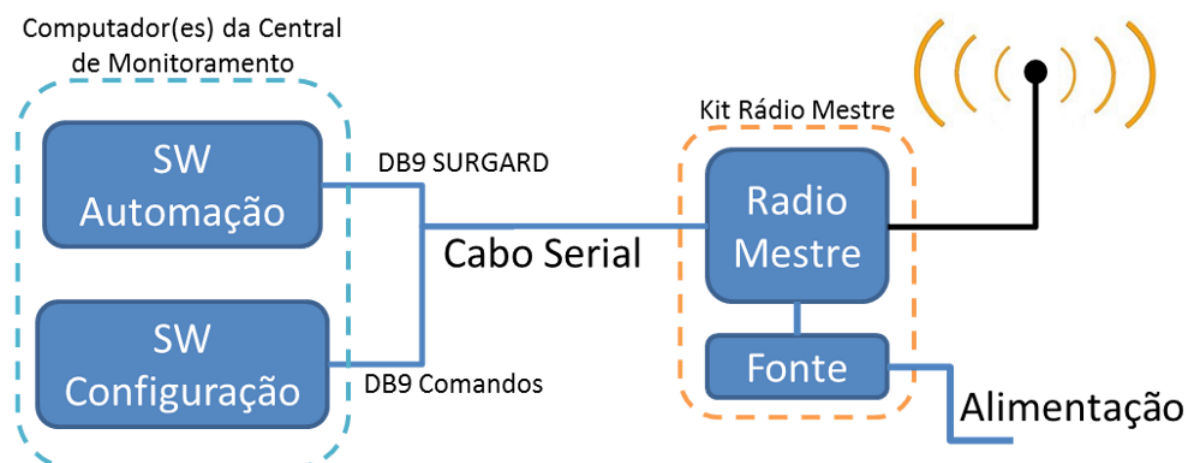 Computador(es) da Central
de Monitoramento
SW
Automação
DB9 SURGARD
SW
Configuração
DB9 Comandos
Cabo Serial
Kit Rádio Mestre
Radio
Mestre
Fonte
Alimentação